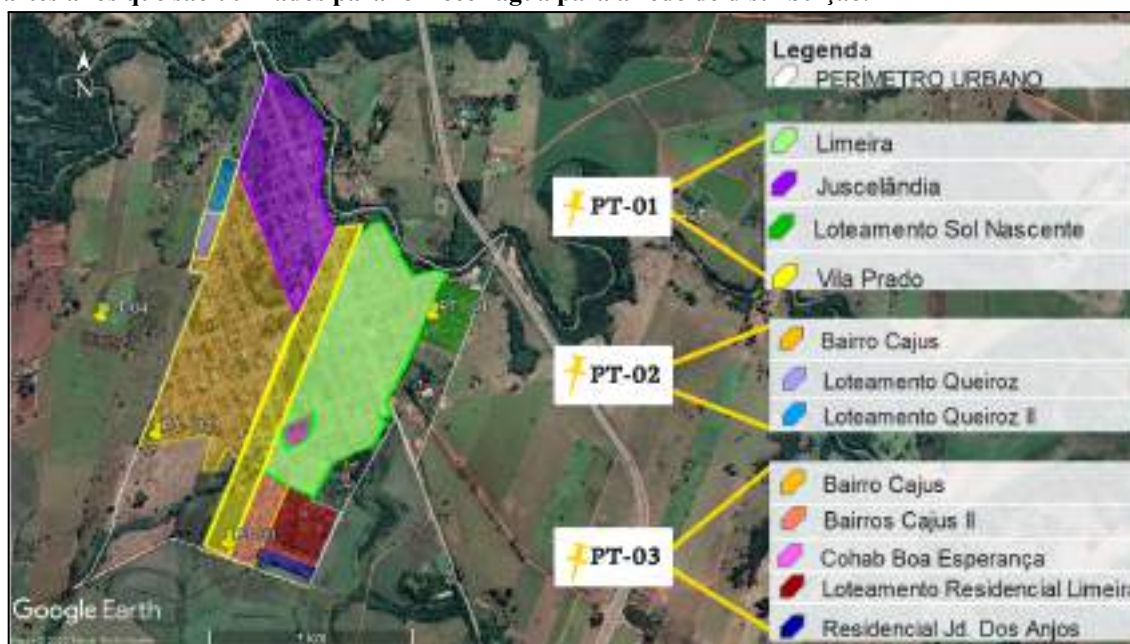 Legenda
PERÍMETRO URBANO
N
PT-01
Limeira
Juscelândia
Loteamento Sol Nascente
Vila Prado
PT-02
Bairro Cajus
Loteamento Queiroz
Loteamento Queiroz II
PT-03
Bairro Cajus
Bairros Cajus II
Cohab Boa Esperança
Loteamento Residencial Limeira
Residencial Jd. Dos Anjos
Google Earth
1 km